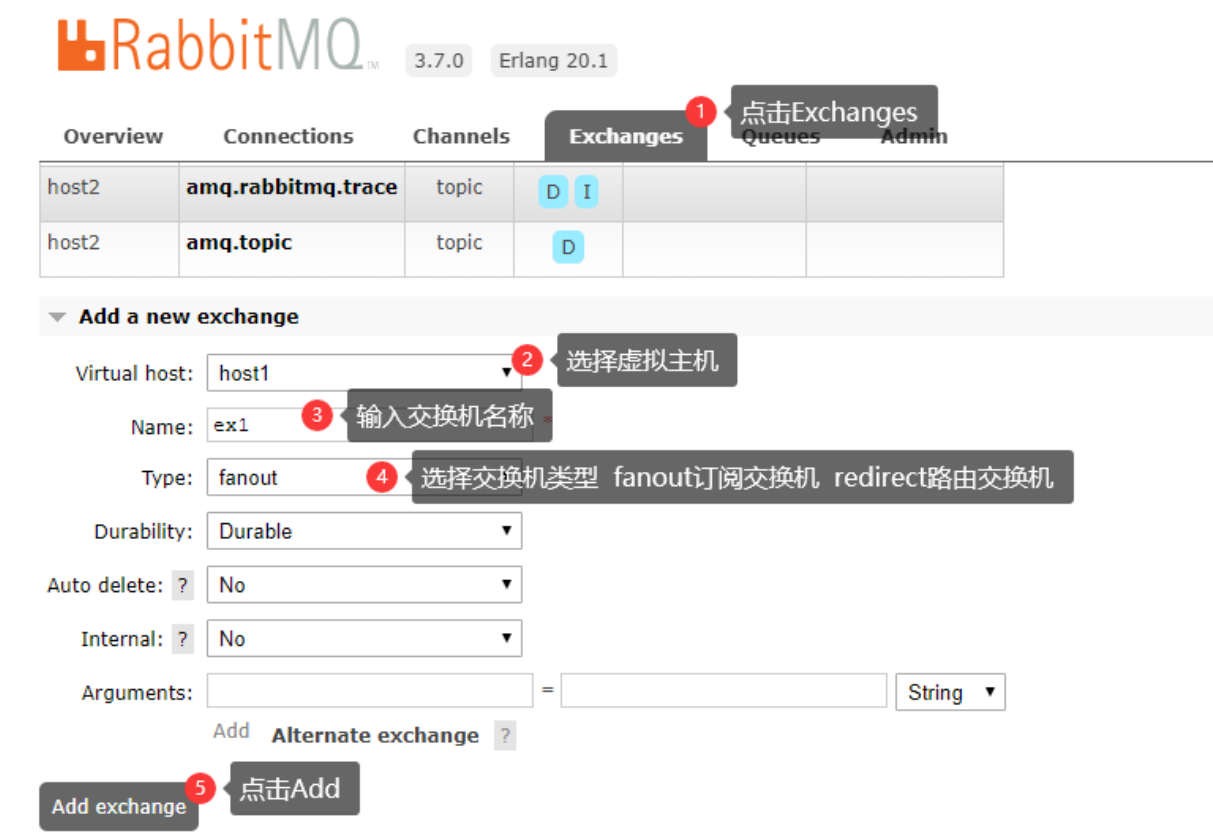 RabbitMQ™ 3.7.0 Erlang 20.1
1 点击Exchanges
Overview Connections Channels Exchanges Queues Admin
host2 amq.rabbitmq.trace topic D I
host2 amq.topic topic D
Add a new exchange
Virtual host: host1 2 选择虚拟主机
Name: ex1 3 输入交换机名称 *
Type: fanout 4 选择交换机类型 fanout订阅交换机 redirect路由交换机
Durability: Durable
Auto delete: ? No
Internal: ? No
Arguments: = String
Add Alternate exchange ?
Add exchange 5 点击Add